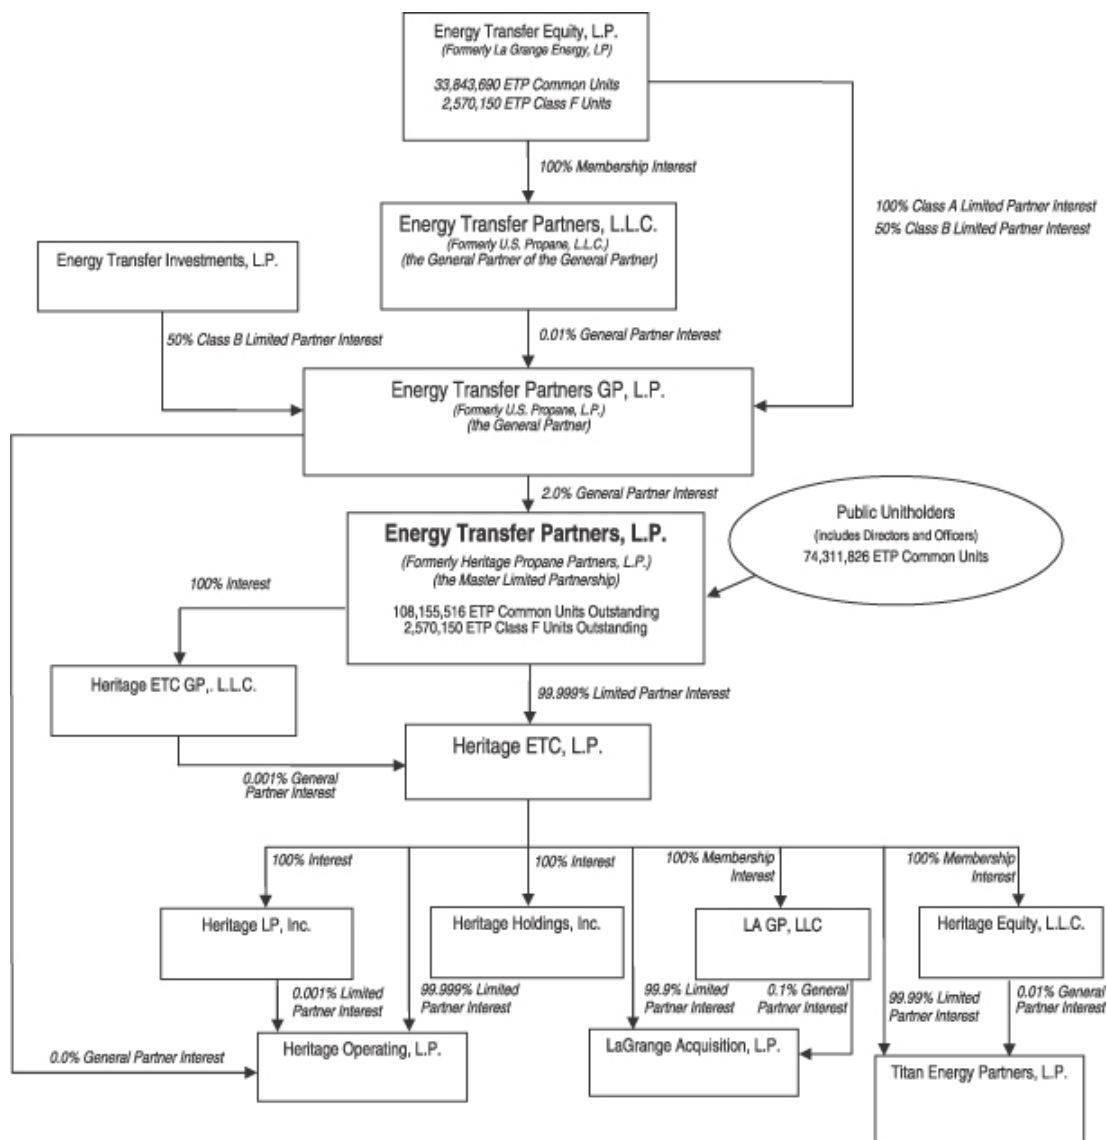 Energy Transfer Equity, L.P.
(Formerly La Grange Energy, LP)
33,843,690 ETP Common Units
2,570,150 ETP Class F Units
100% Membership Interest
100% Class A Limited Partner Interest
50% Class B Limited Partner Interest
Energy Transfer Partners, L.L.C.
(Formerly U.S. Propane, L.L.C.)
(the General Partner of the General Partner)
Energy Transfer Investments, L.P.
50% Class B Limited Partner Interest
0.01% General Partner Interest
Energy Transfer Partners GP, L.P.
(Formerly U.S. Propane, L.P.)
(the General Partner)
2.0% General Partner Interest
Public Unitholders
(includes Directors and Officers)
74,311,826 ETP Common Units
Energy Transfer Partners, L.P.
(Formerly Heritage Propane Partners, L.P.)
(the Master Limited Partnership)
108,155,516 ETP Common Units Outstanding
2,570,150 ETP Class F Units Outstanding
100% Interest
Heritage ETC GP,. L.L.C.
99.999% Limited Partner Interest
Heritage ETC, L.P.
0.001% General
Partner Interest
100% Interest
100% Interest
100% Membership
Interest
100% Membership
Interest
Heritage LP, Inc.
Heritage Holdings, Inc.
LA GP, LLC
Heritage Equity, L.L.C.
0.001% Limited
Partner Interest
99.999% Limited
Partner Interest
99.9% Limited
Partner Interest
0.1% General
Partner Interest
99.99% Limited
Partner Interest
0.01% General
Partner Interest
0.0% General Partner Interest
Heritage Operating, L.P.
LaGrange Acquisition, L.P.
Titan Energy Partners, L.P.